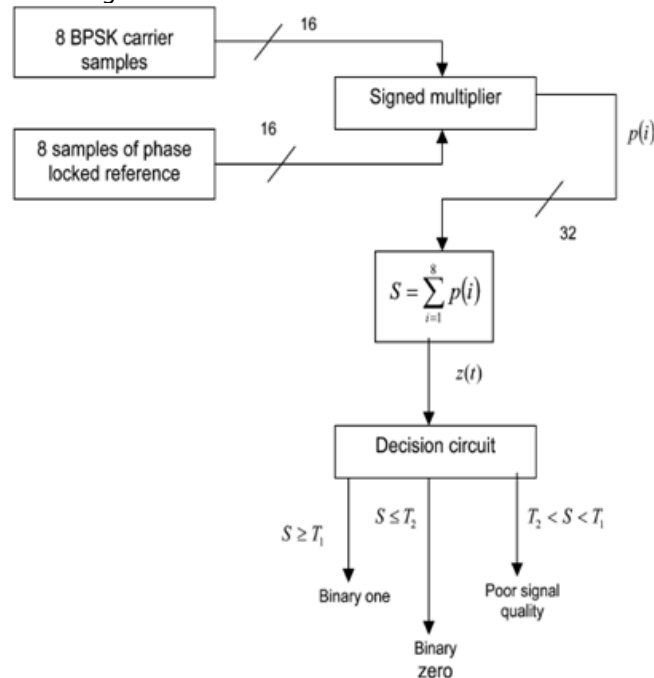 8 BPSK carrier
samples
16
Signed multiplier
p(i)
8 samples of phase
locked reference
16
32
S = \sum_{i=1}^{8} p(i)
z(t)
Decision circuit
S ≥ T₁
S ≤ T₂
T₂ < S < T₁
Binary one
Poor signal
quality
Binary
zero